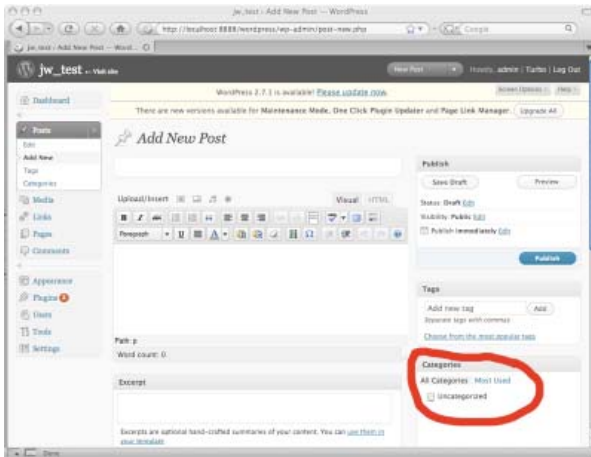 jw_test › Add New Post — WordPress
http://localhost:8888/wordpress/wp-admin/post-new.php
Google
jw_test › Add New Post — Word...
jw_test ← Visit site
New Post
Howdy, admin | Turbo | Log Out
Screen Options
Help
WordPress 2.7.1 is available! Please update now.
There are new versions available for Maintenance Mode, One Click Plugin Updater and Page Link Manager.
Upgrade All
Dashboard
Posts
Edit
Add New
Tags
Categories
Media
Links
Pages
Comments
Appearance
Plugins
Users
Tools
Settings
Add New Post
Upload/Insert
Visual
HTML
Paragraph
Path: p
Word count: 0
Excerpt
Excerpts are optional hand-crafted summaries of your content. You can use them in
your template
Publish
Save Draft
Preview
Status: Draft Edit
Visibility: Public Edit
Publish immediately Edit
Publish
Tags
Add new tag
Add
Separate tags with commas
Choose from the most popular tags
Categories
All Categories
Most Used
Uncategorized
Done